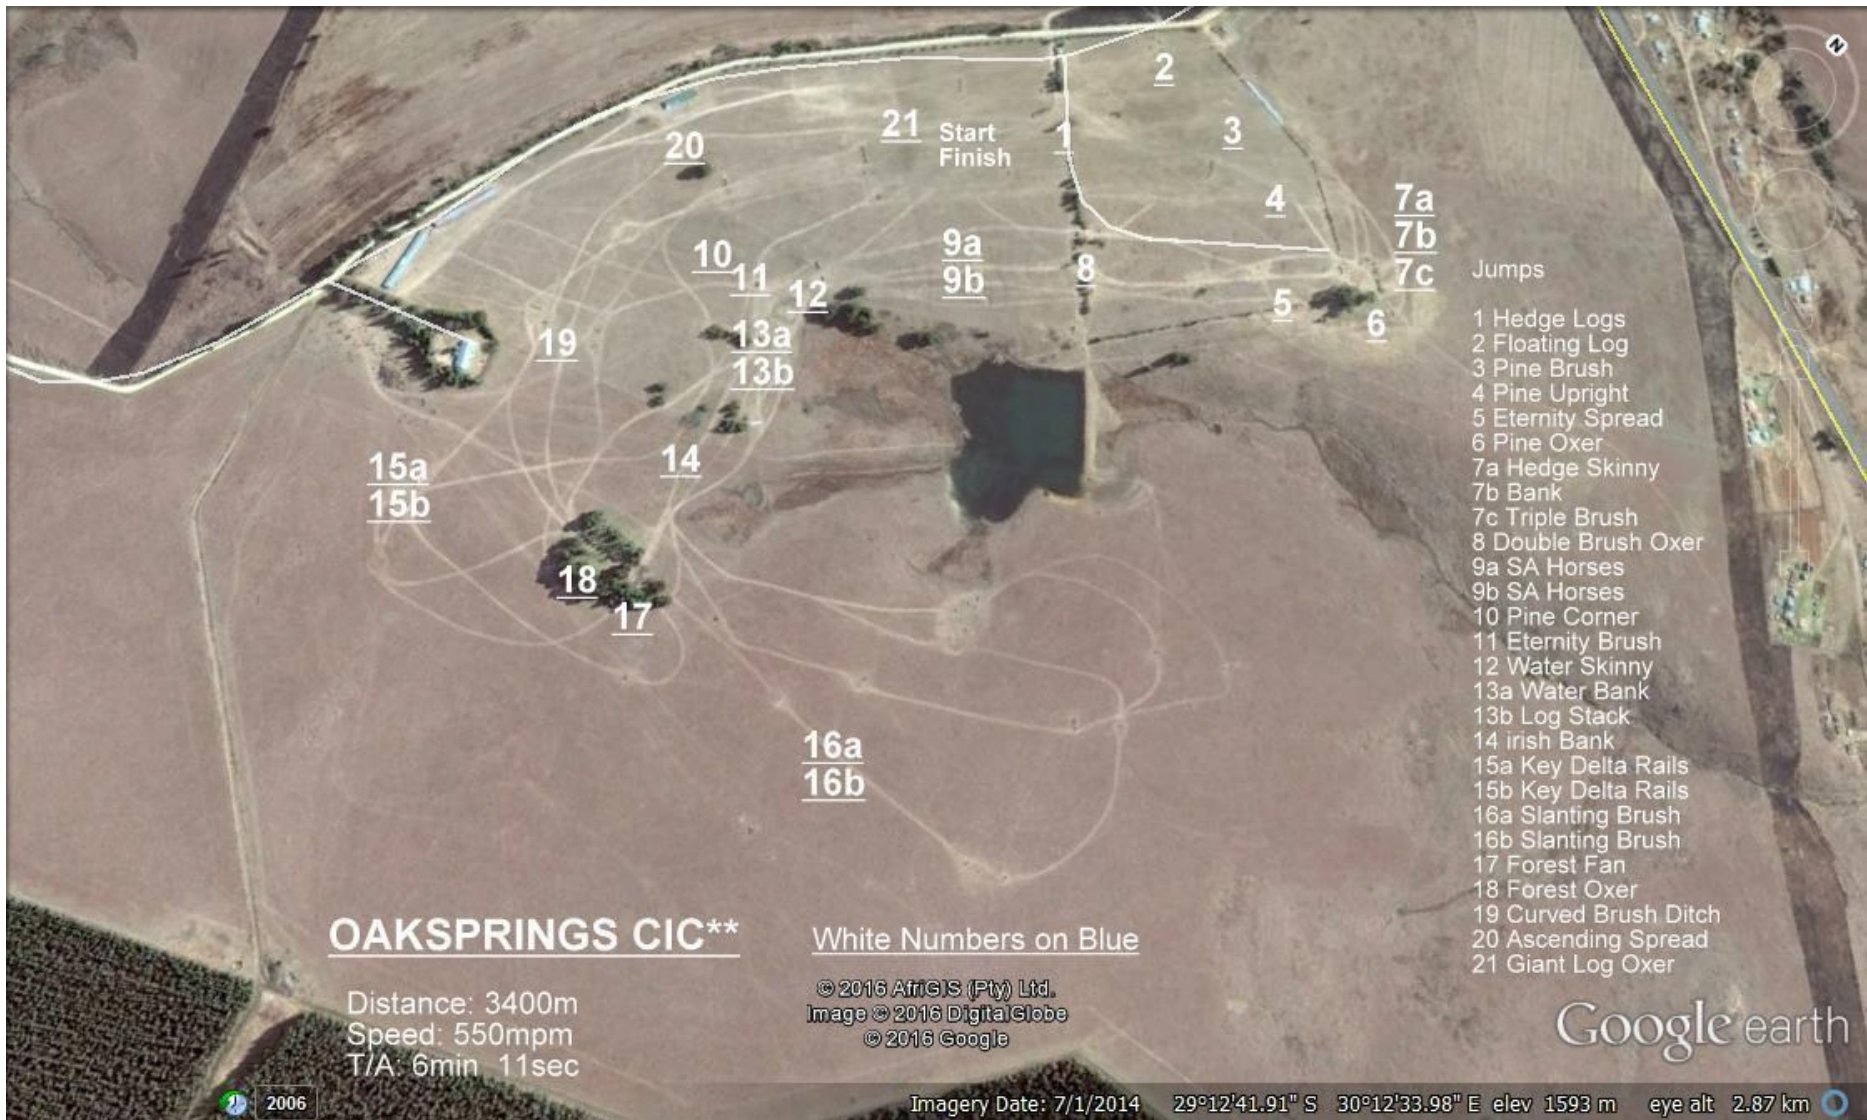 N
2
1
3
21
Start
Finish
20
4
7a
7b
7c
9a
9b
8
10
11
12
5
6
13a
13b
19
14
15a
15b
18
17
16a
16b
Jumps
1 Hedge Logs
2 Floating Log
3 Pine Brush
4 Pine Upright
5 Eternity Spread
6 Pine Oxer
7a Hedge Skinny
7b Bank
7c Triple Brush
8 Double Brush Oxer
9a SA Horses
9b SA Horses
10 Pine Corner
11 Eternity Brush
12 Water Skinny
13a Water Bank
13b Log Stack
14 irish Bank
15a Key Delta Rails
15b Key Delta Rails
16a Slanting Brush
16b Slanting Brush
17 Forest Fan
18 Forest Oxer
19 Curved Brush Ditch
20 Ascending Spread
21 Giant Log Oxer
OAKSPRINGS CIC**
White Numbers on Blue
Distance: 3400m
Speed: 550mpm
T/A: 6min 11sec
© 2016 AfriGIS (Pty) Ltd.
Image © 2016 DigitalGlobe
© 2016 Google
Google earth
2006
Imagery Date: 7/1/2014 29°12'41.91" S 30°12'33.98" E elev 1593 m eye alt 2.87 km